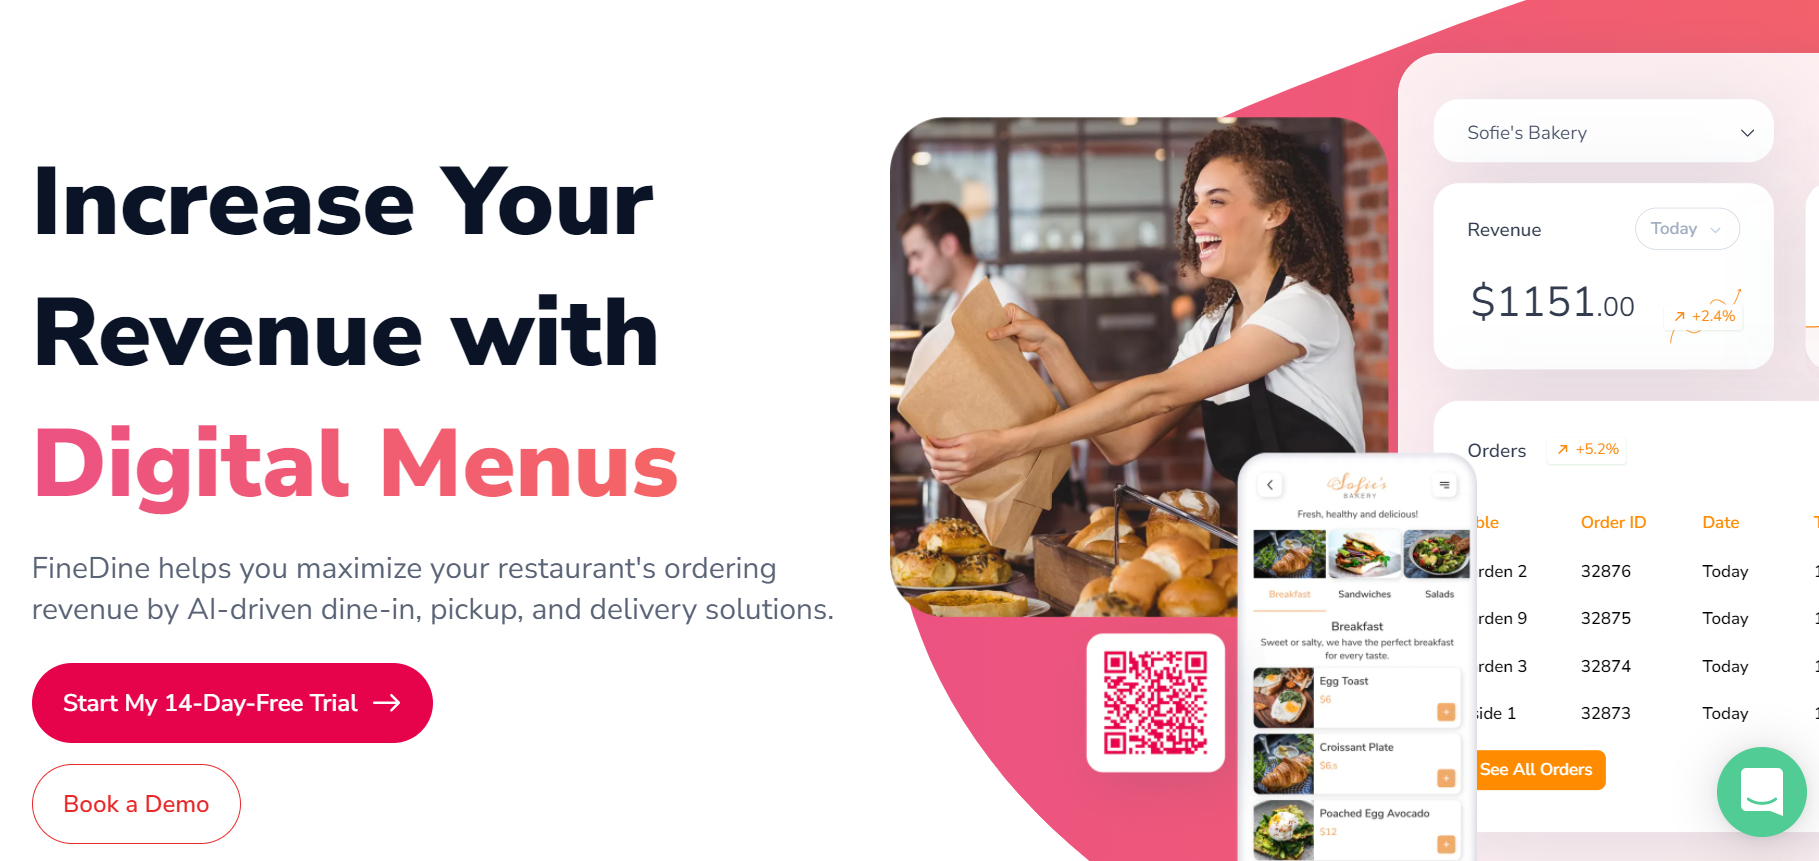 Increase Your
Revenue with
Digital Menus
FineDine helps you maximize your restaurant's ordering
revenue by AI-driven dine-in, pickup, and delivery solutions.
Start My 14-Day-Free Trial
Book a Demo
Sofie's Bakery
Revenue
Today
$1151.00
+2.4%
Orders
+5.2%
Order ID Date
rden 2 32876 Today
rden 9 32875 Today
rden 3 32874 Today
side 1 32873 Today
See All Orders
Sofie's
BAKERY
Fresh, healthy and delicious!
Breakfast Sandwiches Salads
Breakfast
Sweet or salty, we have the perfect breakfast
for every taste.
Egg Toast
$6
Croissant Plate
$6.5
Poached Egg Avocado
$12